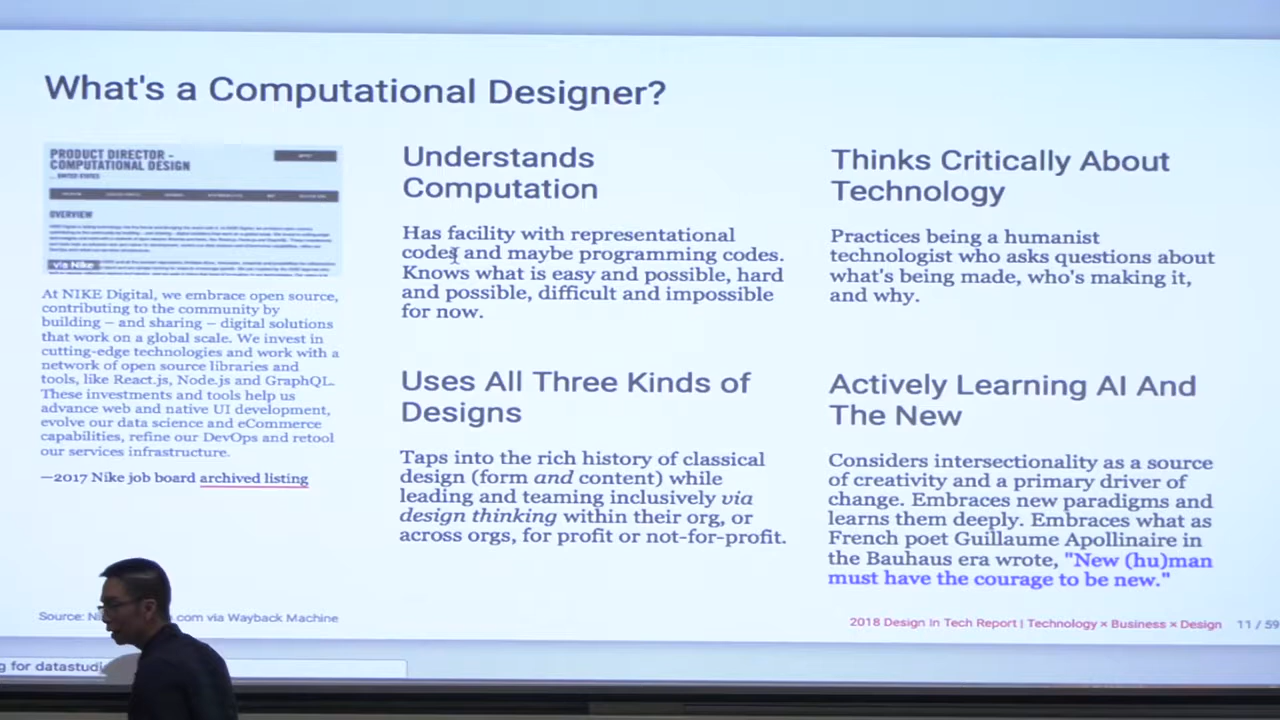 What's a Computational Designer?
PRODUCT DIRECTOR -
COMPUTATIONAL DESIGN
UNITED STATES
OVERVIEW
via Nike
At NIKE Digital, we embrace open source,
contributing to the community by
building – and sharing – digital solutions
that work on a global scale. We invest in
cutting-edge technologies and work with a
network of open source libraries and
tools, like React.js, Node.js and GraphQL.
These investments and tools help us
advance web and native UI development,
evolve our data science and eCommerce
capabilities, refine our DevOps and retool
our services infrastructure.
—2017 Nike job board archived listing
Understands
Computation
Has facility with representational
codes and maybe programming codes.
Knows what is easy and possible, hard
and possible, difficult and impossible
for now.
Thinks Critically About
Technology
Practices being a humanist
technologist who asks questions about
what's being made, who's making it,
and why.
Uses All Three Kinds of
Designs
Taps into the rich history of classical
design (form and content) while
leading and teaming inclusively via
design thinking within their org, or
across orgs, for profit or not-for-profit.
Actively Learning AI And
The New
Considers intersectionality as a source
of creativity and a primary driver of
change. Embraces new paradigms and
learns them deeply. Embraces what as
French poet Guillaume Apollinaire in
the Bauhaus era wrote, "New (hu)man
must have the courage to be new."
Source: .com via Wayback Machine
2018 Design In Tech Report | Technology × Business × Design 11 / 59
g for datastudi